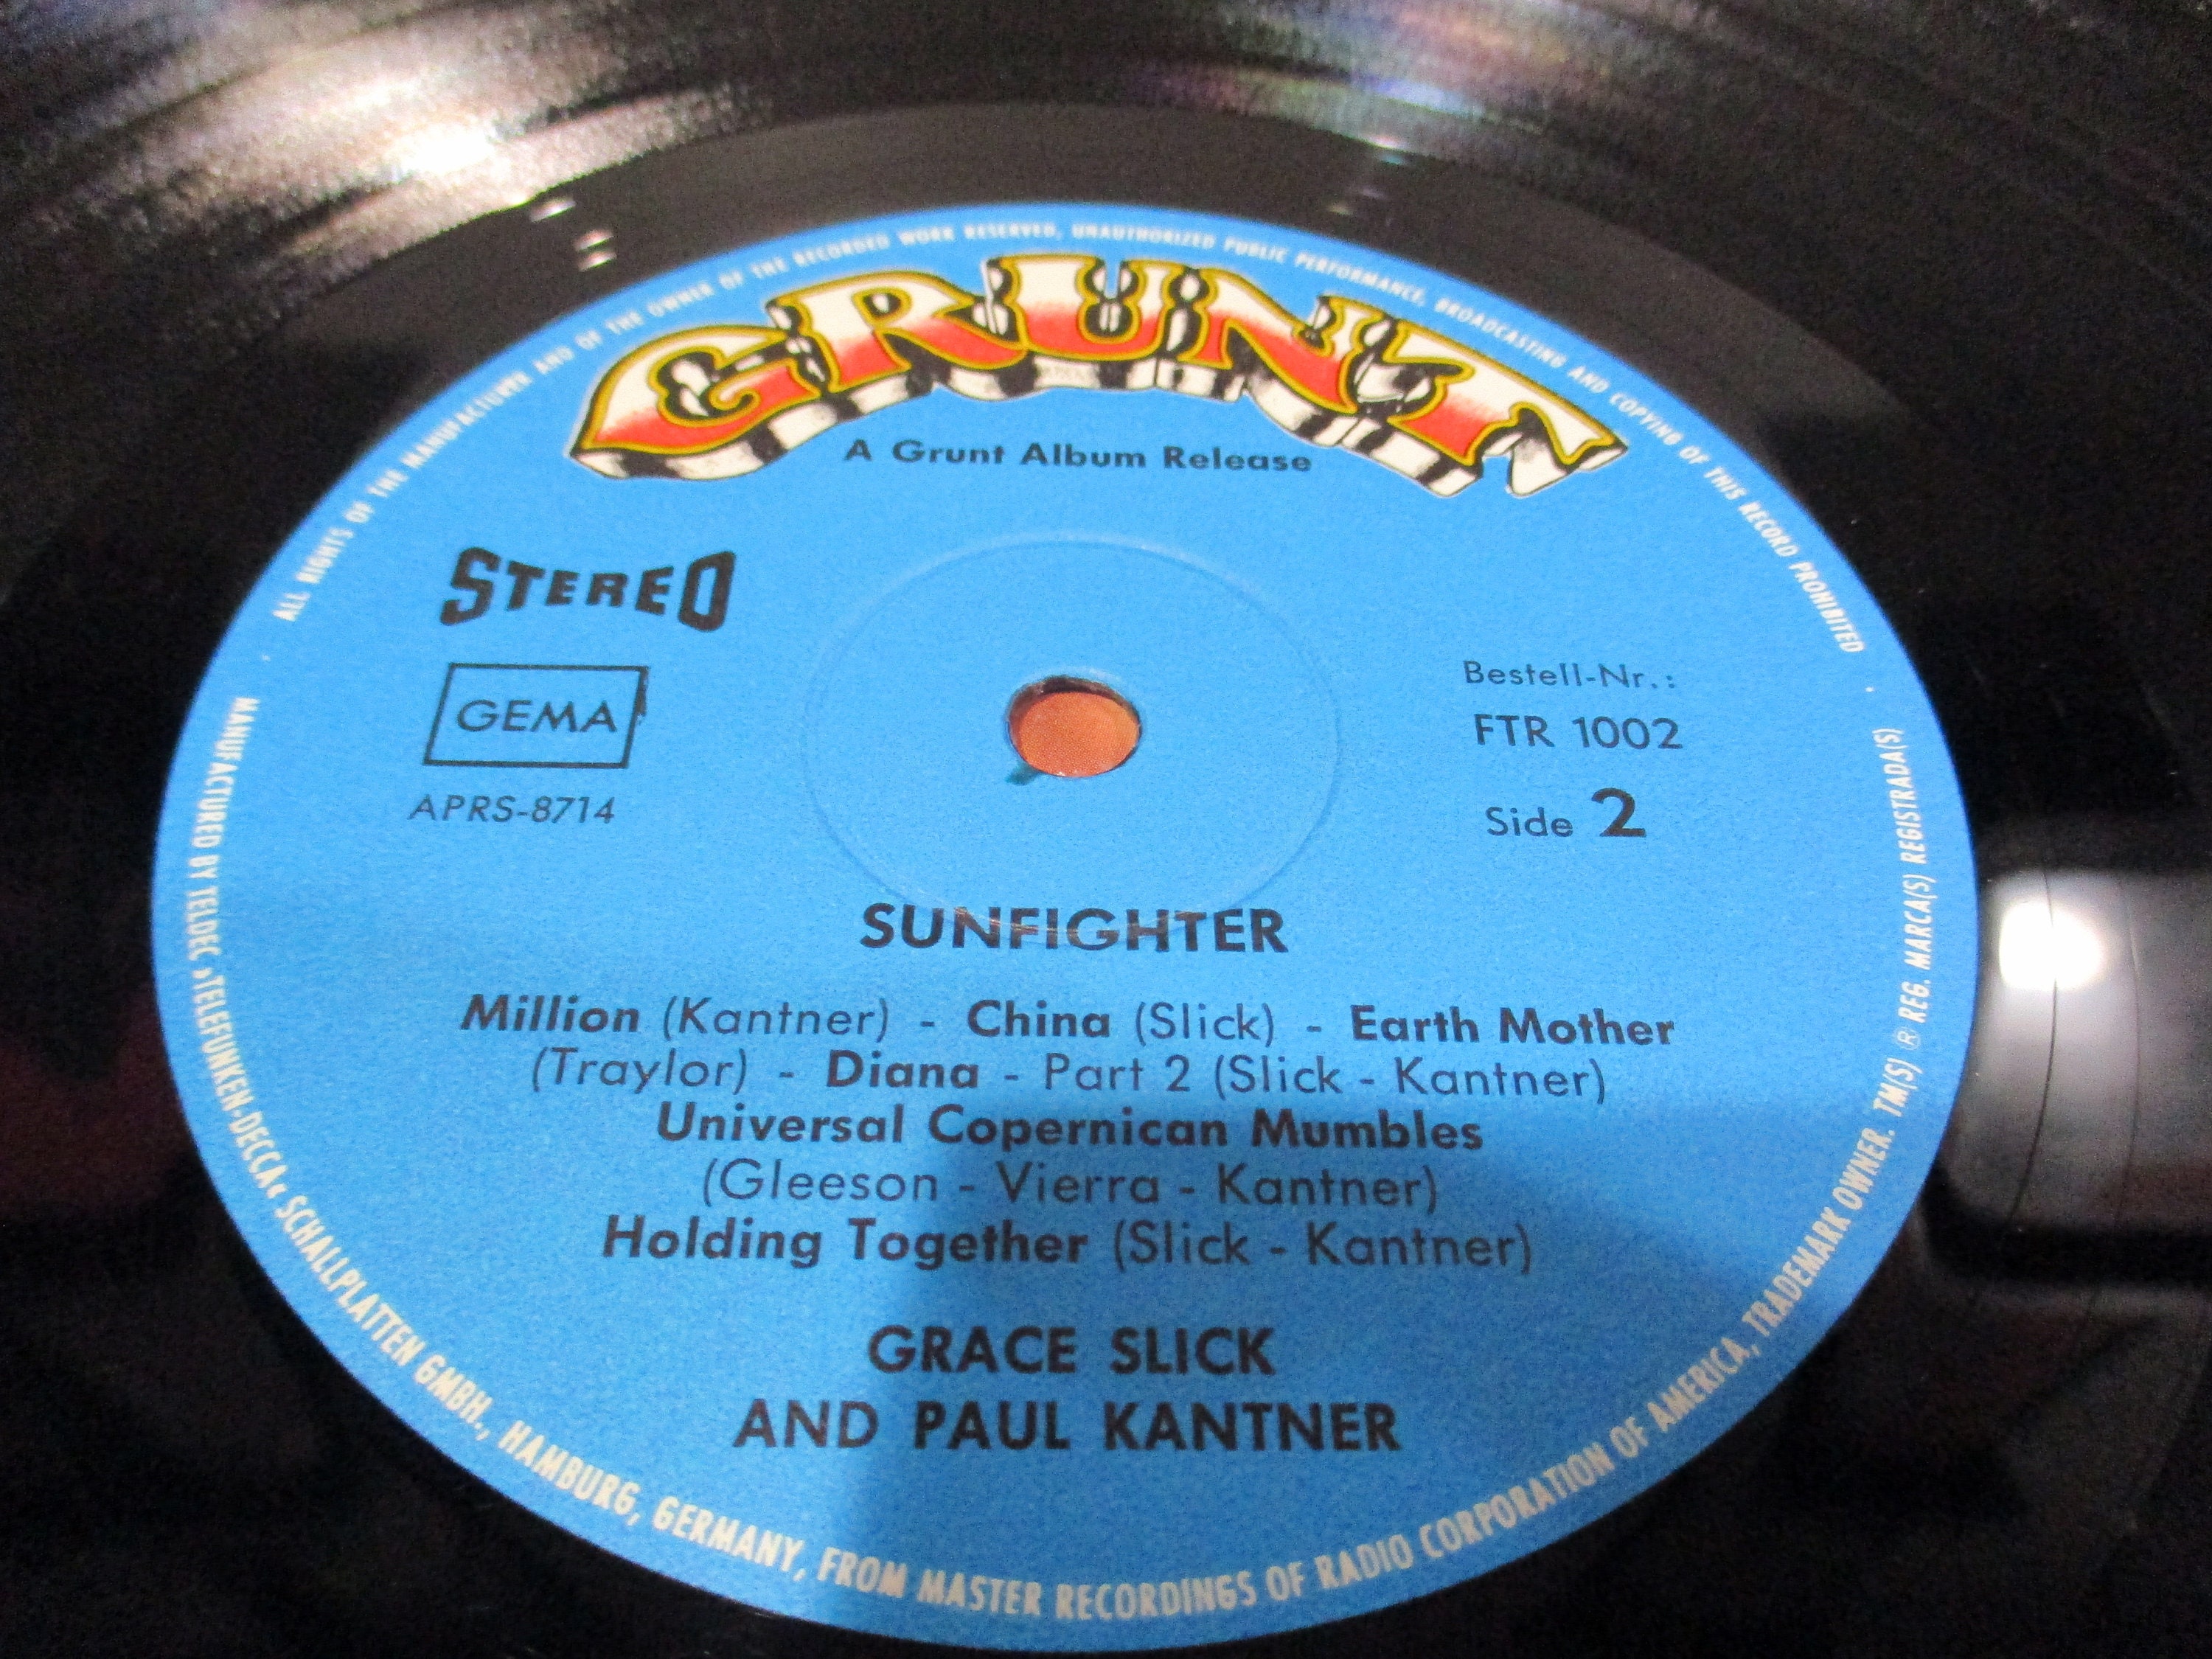 ALL RIGHTS OF THE MANUFACTURER AND OF THE OWNER OF THE RECORDED WORK RESERVED, UNAUTHORIZED PUBLIC PERFORMANCE, BROADCASTING AND COPYING OF THIS RECORD PROHIBITED
GRUNT
A Grunt Album Release
STEREO
GEMA
APRS-8714
Bestell-Nr.:
FTR 1002
Side 2
SUNFIGHTER
Million (Kantner) - China (Slick) - Earth Mother
(Traylor) - Diana - Part 2 (Slick - Kantner)
Universal Copernican Mumbles
(Gleeson - Vierra - Kantner)
Holding Together (Slick - Kantner)
GRACE SLICK
AND PAUL KANTNER
MANUFACTURED BY TELDEC »TELEFUNKEN-DECCA« SCHALLPLATTEN GMBH., HAMBURG, GERMANY, FROM MASTER RECORDINGS OF RADIO CORPORATION OF AMERICA, TRADEMARK OWNER. TM(S) ® REG. MARCA(S) REGISTRADA(S)